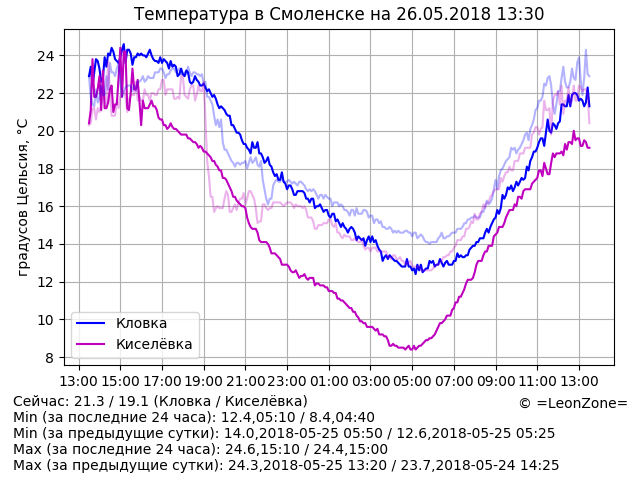 Температура в Смоленске на 26.05.2018 13:30
градусов Цельсия, °C
24
22
20
18
16
14
12
10
8
Кловка
Киселёвка
13:00 15:00 17:00 19:00 21:00 23:00 01:00 03:00 05:00 07:00 09:00 11:00 13:00
Сейчас: 21.3 / 19.1 (Кловка / Киселёвка)
© =LeonZone=
Min (за последние 24 часа): 12.4,05:10 / 8.4,04:40
Min (за предыдущие сутки): 14.0,2018-05-25 05:50 / 12.6,2018-05-25 05:25
Max (за последние 24 часа): 24.6,15:10 / 24.4,15:00
Max (за предыдущие сутки): 24.3,2018-05-25 13:20 / 23.7,2018-05-24 14:25